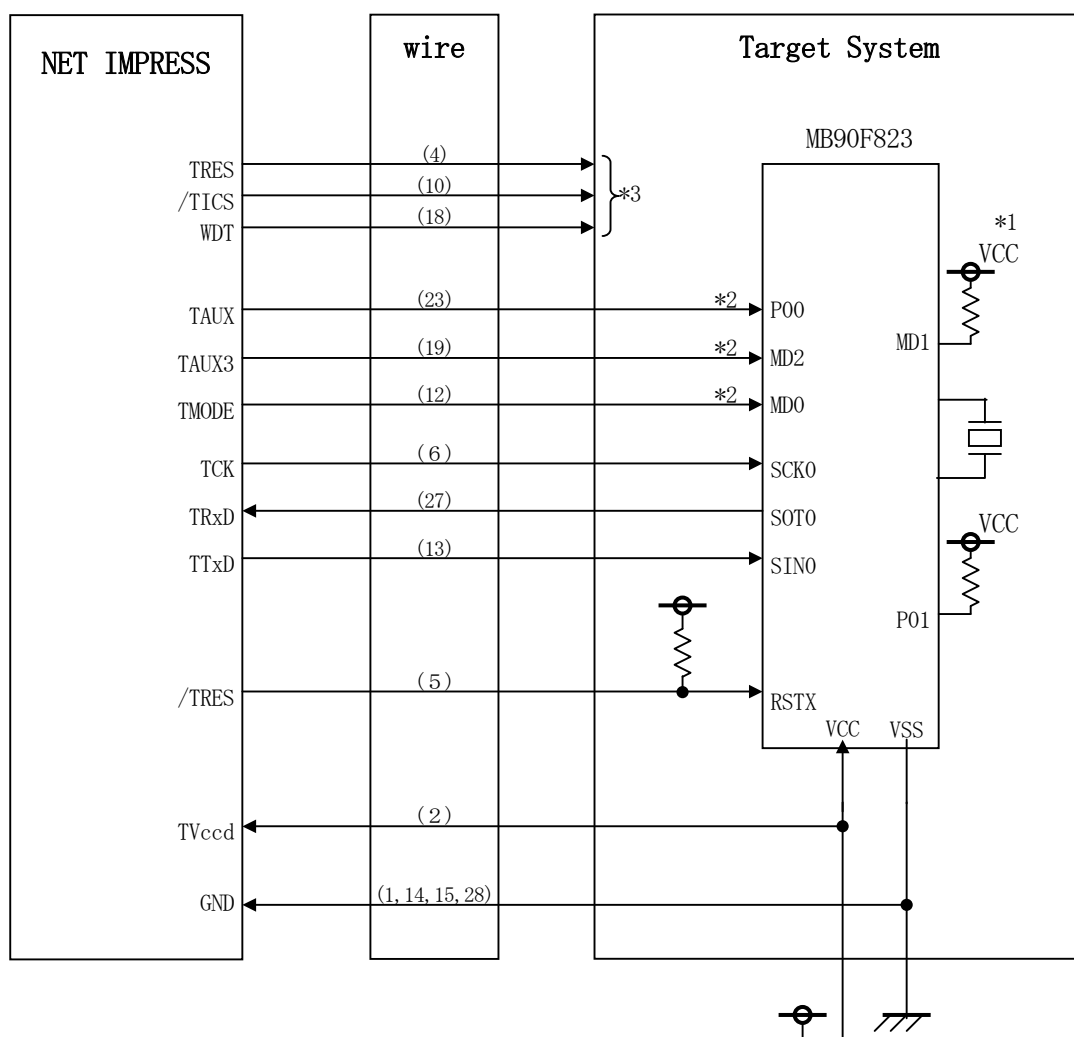 NET IMPRESS
wire
Target System
MB90F823
TRES
(4)
/TICS
(10)
*3
WDT
(18)
*1
VCC
TAUX
(23)
*2
P00
MD1
TAUX3
(19)
*2
MD2
TMODE
(12)
*2
MD0
TCK
(6)
SCK0
TRxD
(27)
SOT0
VCC
TTxD
(13)
SIN0
P01
/TRES
(5)
RSTX
VCC
VSS
TVccd
(2)
GND
(1,14,15,28)